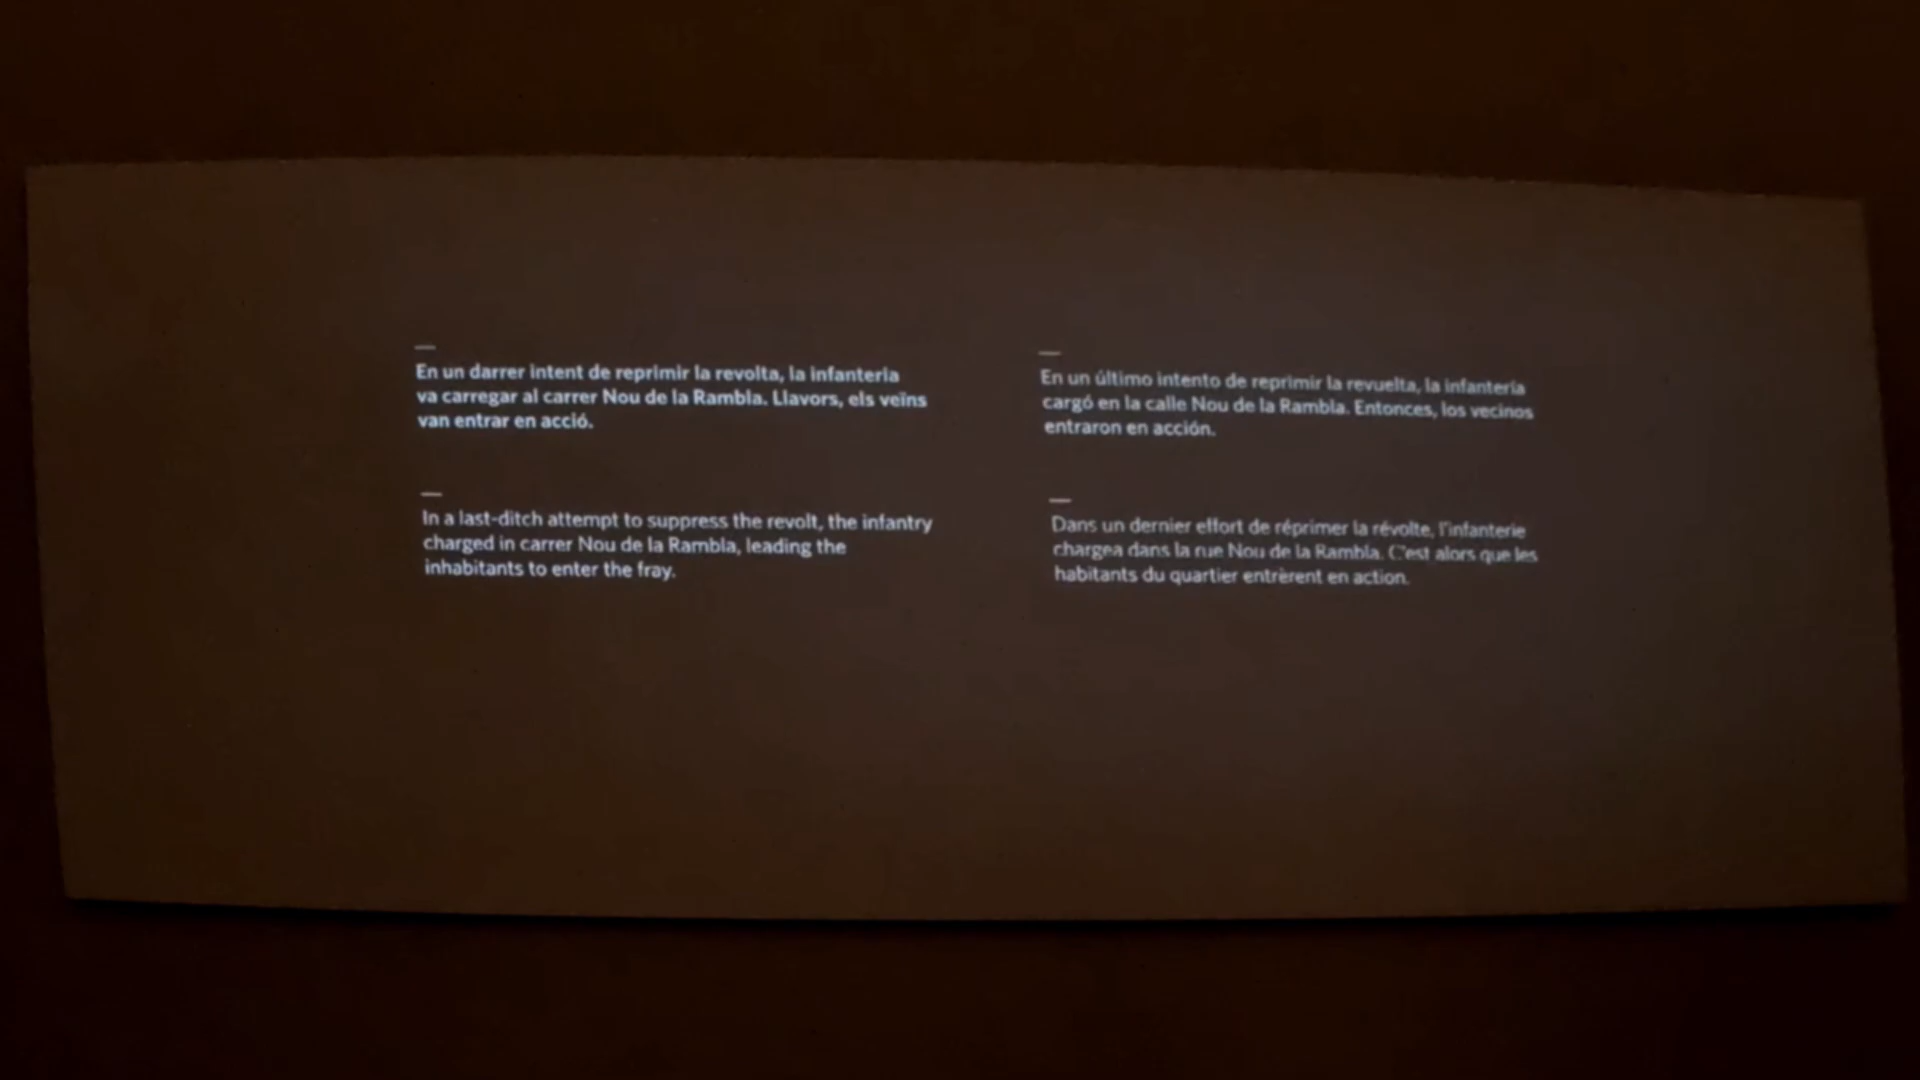 En un darrer intent de reprimir la revolta, la infanteria
va carregar al carrer Nou de la Rambla. Llavors, els veïns
van entrar en acció.
En un último intento de reprimir la revuelta, la infantería
cargó en la calle Nou de la Rambla. Entonces, los vecinos
entraron en acción.
In a last-ditch attempt to suppress the revolt, the infantry
charged in carrer Nou de la Rambla, leading the
inhabitants to enter the fray.
Dans un dernier effort de réprimer la révolte, l'infanterie
chargea dans la rue Nou de la Rambla. C'est alors que les
habitants du quartier entrèrent en action.